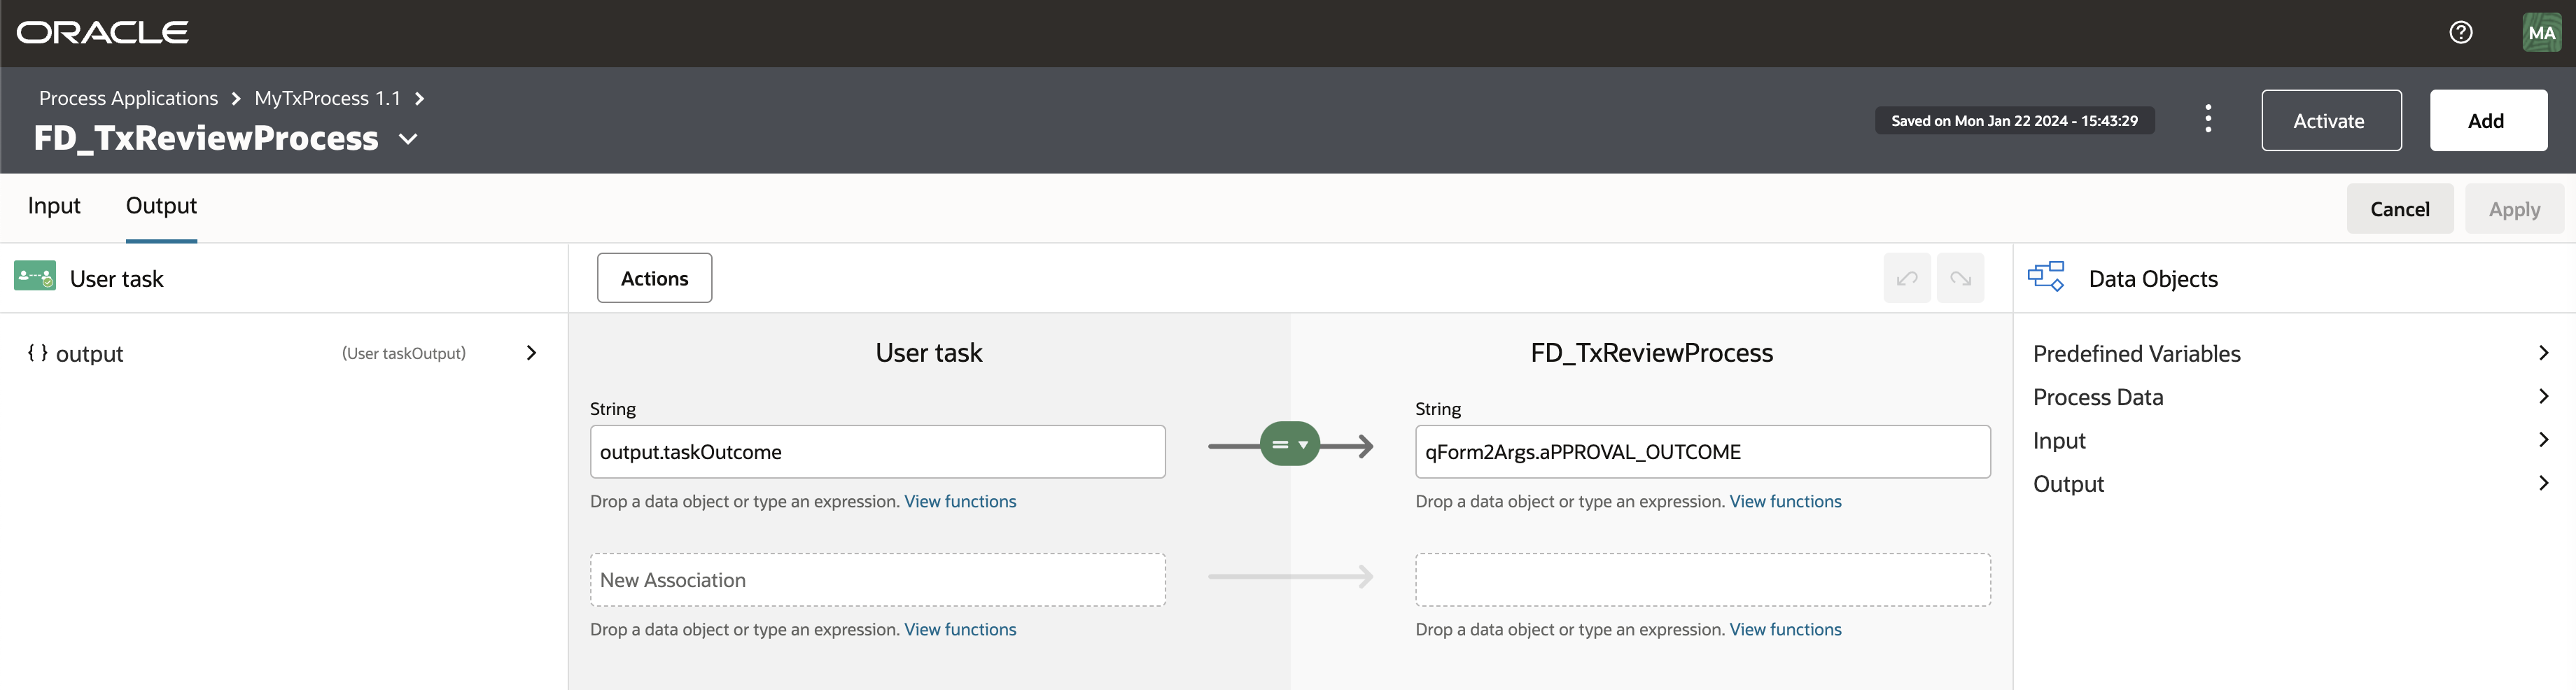 ORACLE
MA
Process Applications
MyTxProcess 1.1
FD_TxReviewProcess
Saved on Mon Jan 22 2024 - 15:43:29
Activate
Add
Input
Output
Cancel
Apply
User task
Actions
Data Objects
{ } output (User taskOutput)
User task
FD_TxReviewProcess
String
output.taskOutcome
Drop a data object or type an expression. View functions
=
String
qForm2Args.aPPROVAL_OUTCOME
Drop a data object or type an expression. View functions
New Association
Drop a data object or type an expression. View functions
Drop a data object or type an expression. View functions
Predefined Variables
Process Data
Input
Output